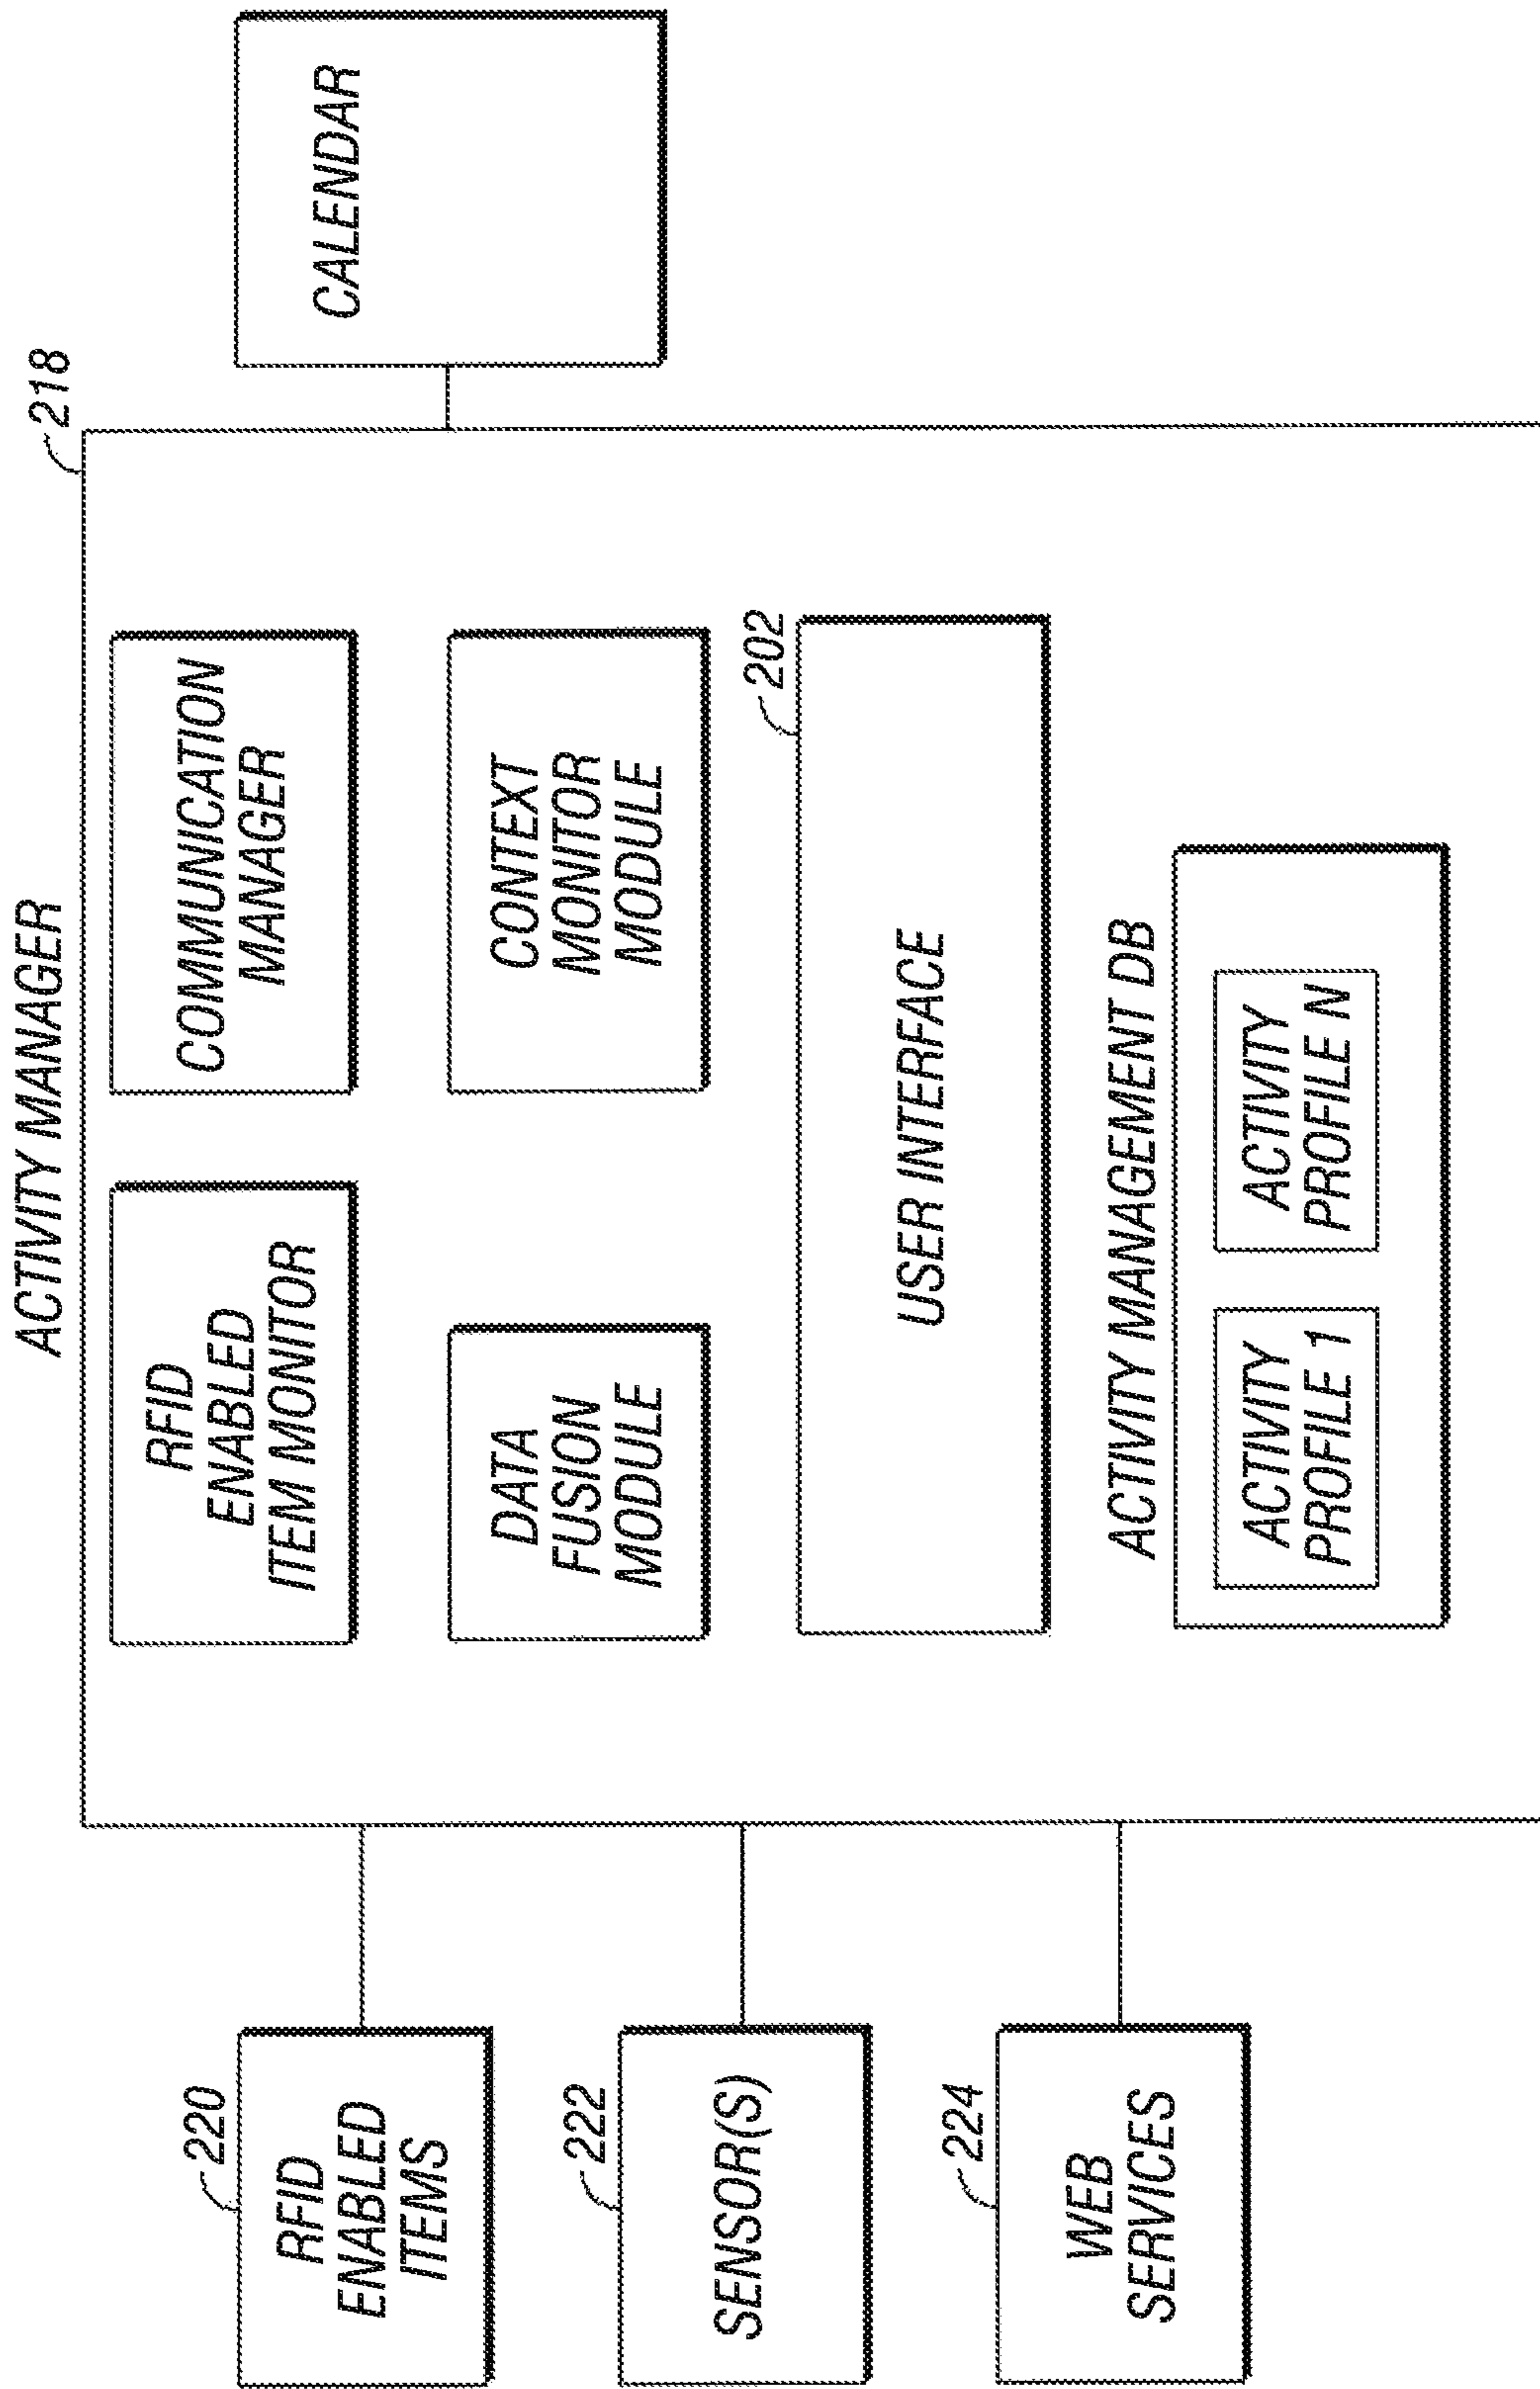 ACTIVITY MANAGER
218
220
RFID
ENABLED
ITEMS
222
SENSOR(S)
224
WEB
SERVICES
RFID
ENABLED
ITEM MONITOR
COMMUNICATION
MANAGER
DATA
FUSION
MODULE
CONTEXT
MONITOR
MODULE
202
USER INTERFACE
ACTIVITY MANAGEMENT DB
ACTIVITY
PROFILE 1
ACTIVITY
PROFILE N
CALENDAR